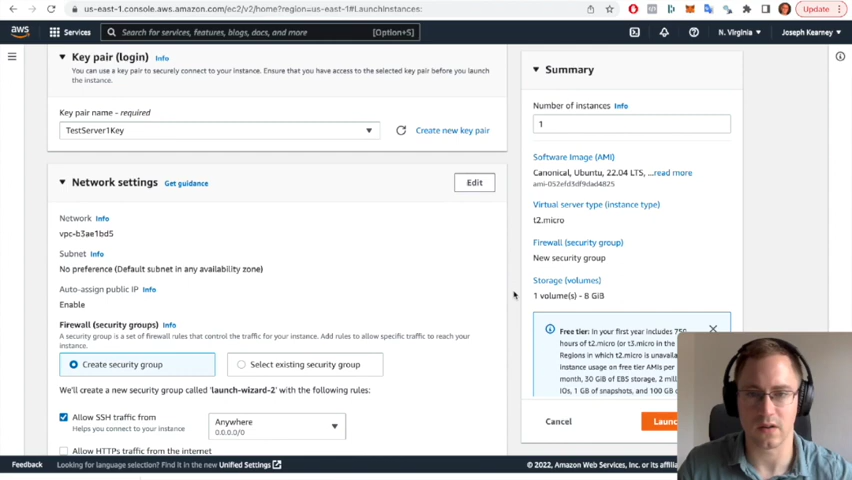 us-east-1.console.aws.amazon.com/ec2/v2/home?region=us-east-1#LaunchInstances:
Update
aws
Services
Search for services, features, blogs, docs, and more
[Option+S]
N. Virginia
Joseph Kearney
Key pair (login) Info
You can use a key pair to securely connect to your instance. Ensure that you have access to the selected key pair before you launch
the instance.
Key pair name - required
TestServer1Key
Create new key pair
Network settings Get guidance
Edit
Network Info
vpc-b3ae1bd5
Subnet Info
No preference (Default subnet in any availability zone)
Auto-assign public IP Info
Enable
Firewall (security groups) Info
A security group is a set of firewall rules that control the traffic for your instance. Add rules to allow specific traffic to reach your
instance.
Create security group
Select existing security group
We'll create a new security group called 'launch-wizard-2' with the following rules:
Allow SSH traffic from
Helps you connect to your instance
Anywhere
0.0.0.0/0
Allow HTTPs traffic from the internet
Summary
Number of instances Info
1
Software Image (AMI)
Canonical, Ubuntu, 22.04 LTS, ...read more
ami-052efd3df9dad4825
Virtual server type (instance type)
t2.micro
Firewall (security group)
New security group
Storage (volumes)
1 volume(s) - 8 GiB
Free tier: In your first year includes 750
hours of t2.micro (or t3.micro in the
Regions in which t2.micro is unavaila
instance usage on free tier AMIs per
month, 30 GiB of EBS storage, 2 mill
IOs, 1 GB of snapshots, and 100 GB o
Cancel
Launc
Feedback
Looking for language selection? Find it in the new Unified Settings
© 2022, Amazon Web Services, Inc. or its affiliat